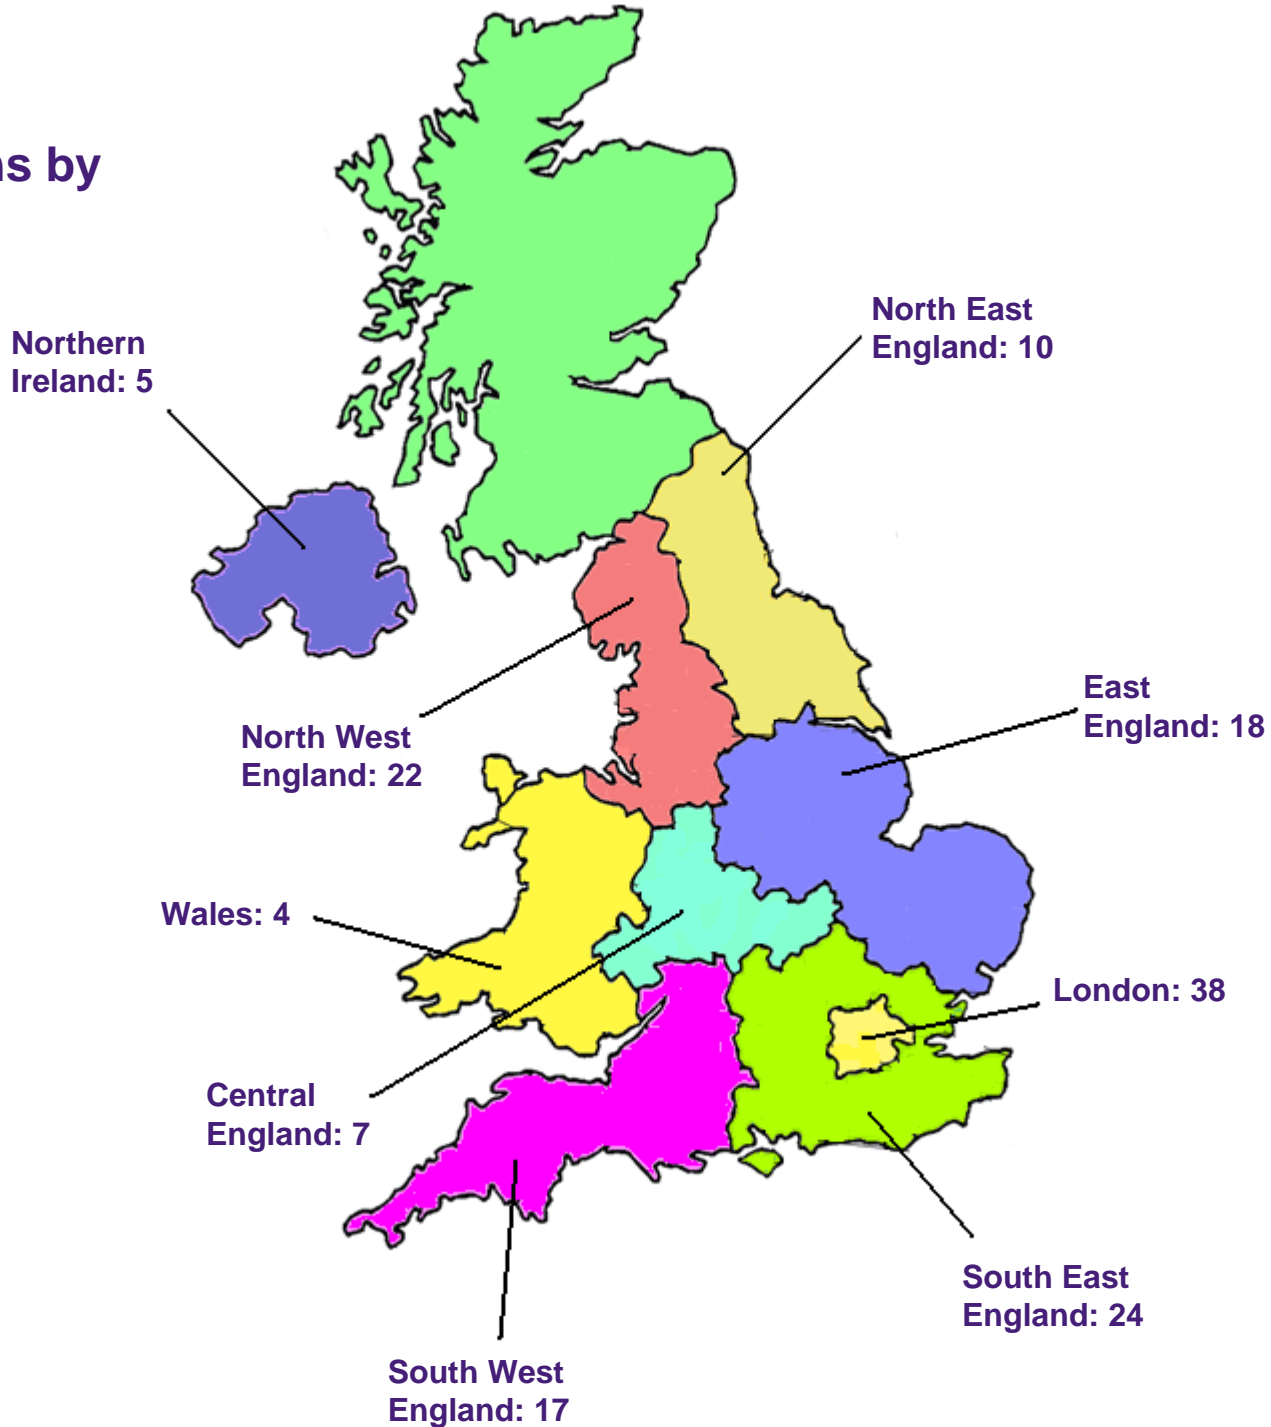 by
North East
England: 10
Northern
Ireland: 5
East
England: 18
North West
England: 22
Wales: 4
London: 38
Central
England: 7
South East
England: 24
South West
England: 17